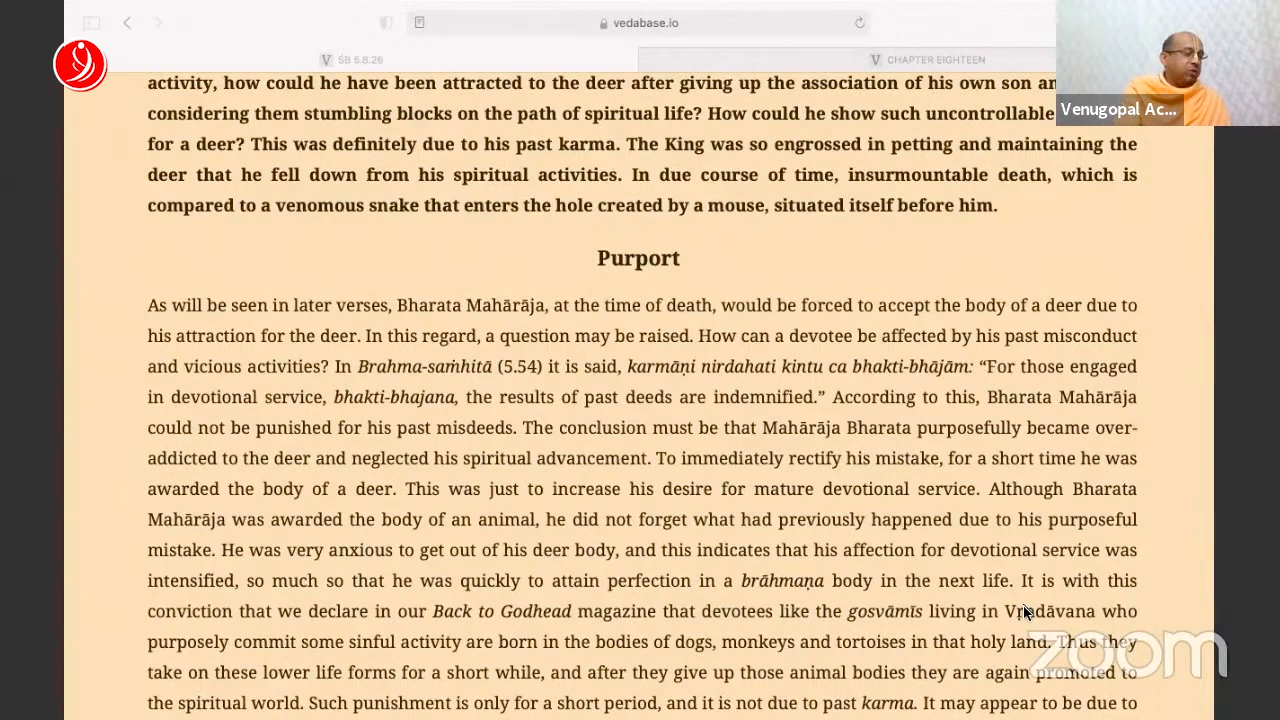 vedabase.io
SB 5.8.26
CHAPTER EIGHTEEN
Venugopal Ac...
activity, how could he have been attracted to the deer after giving up the association of his own son
considering them stumbling blocks on the path of spiritual life? How could he show such uncontrollable
for a deer? This was definitely due to his past karma. The King was so engrossed in petting and maintaining the
deer that he fell down from his spiritual activities. In due course of time, insurmountable death, which is
compared to a venomous snake that enters the hole created by a mouse, situated itself before him.
Purport
As will be seen in later verses, Bharata Mahārāja, at the time of death, would be forced to accept the body of a deer due to
his attraction for the deer. In this regard, a question may be raised. How can a devotee be affected by his past misconduct
and vicious activities? In Brahma-saṁhitā (5.54) it is said, karmāṇi nirdahati kintu ca bhakti-bhājām: “For those engaged
in devotional service, bhakti-bhajana, the results of past deeds are indemnified.” According to this, Bharata Mahārāja
could not be punished for his past misdeeds. The conclusion must be that Mahārāja Bharata purposefully became over-
addicted to the deer and neglected his spiritual advancement. To immediately rectify his mistake, for a short time he was
awarded the body of a deer. This was just to increase his desire for mature devotional service. Although Bharata
Mahārāja was awarded the body of an animal, he did not forget what had previously happened due to his purposeful
mistake. He was very anxious to get out of his deer body, and this indicates that his affection for devotional service was
intensified, so much so that he was quickly to attain perfection in a brāhmaṇa body in the next life. It is with this
conviction that we declare in our Back to Godhead magazine that devotees like the gosvāmīs living in Vṛndāvana who
purposely commit some sinful activity are born in the bodies of dogs, monkeys and tortoises in that holy land. Thus they
take on these lower life forms for a short while, and after they give up those animal bodies they are again promoted to
the spiritual world. Such punishment is only for a short period, and it is not due to past karma. It may appear to be due to
zoom